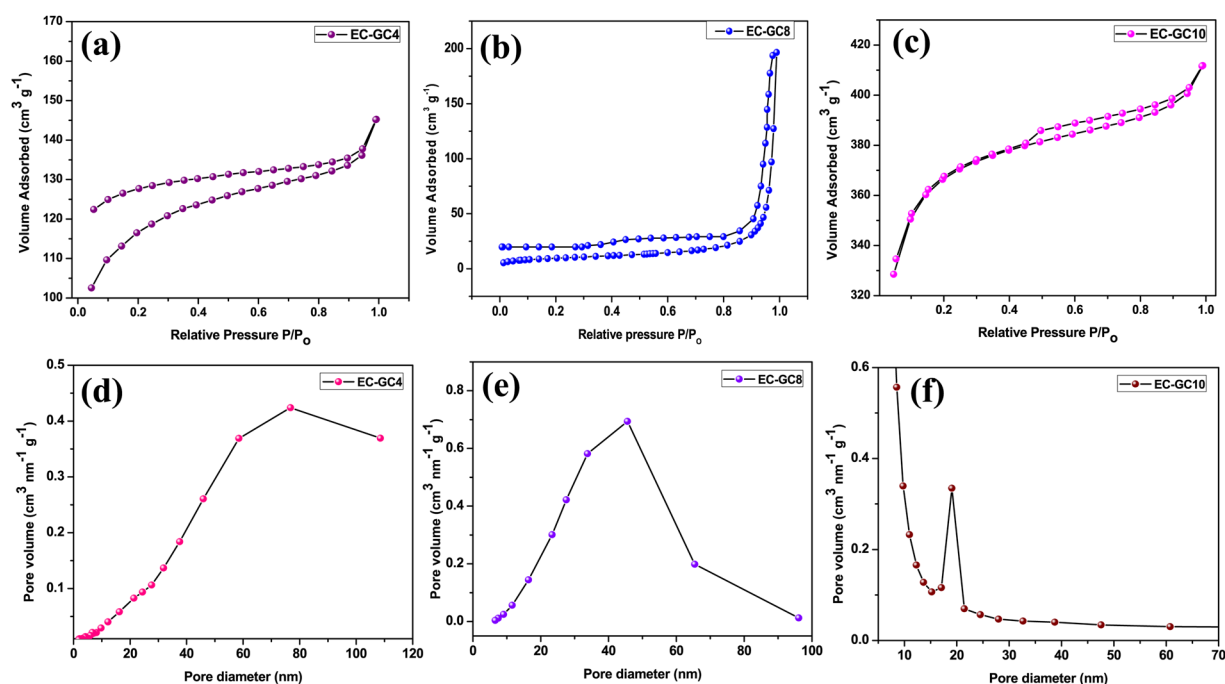 (a)
EC-GC4
Volume Adsorbed (cm³ g⁻¹)
170
160
150
140
130
120
110
100
0.0 0.2 0.4 0.6 0.8 1.0
Relative Pressure P/Po
(b)
EC-GC8
Volume Adsorbed (cm³ g⁻¹)
200
150
100
50
0
0.0 0.2 0.4 0.6 0.8 1.0
Relative pressure P/Po
(c)
EC-GC10
Volume Adsorbed (cm³ g⁻¹)
420
400
380
360
340
320
0.0 0.2 0.4 0.6 0.8 1.0
Relative Pressure P/Po
(d)
EC-GC4
Pore volume (cm³ nm⁻¹ g⁻¹)
0.5
0.4
0.3
0.2
0.1
0 20 40 60 80 100 120
Pore diameter (nm)
(e)
EC-GC8
Pore volume (cm³ nm⁻¹ g⁻¹)
0.8
0.6
0.4
0.2
0.0
0 20 40 60 80 100
Pore diameter (nm)
(f)
EC-GC10
Pore volume (cm³ nm⁻¹ g⁻¹)
0.6
0.4
0.2
0.0
10 20 30 40 50 60 70
Pore diameter (nm)